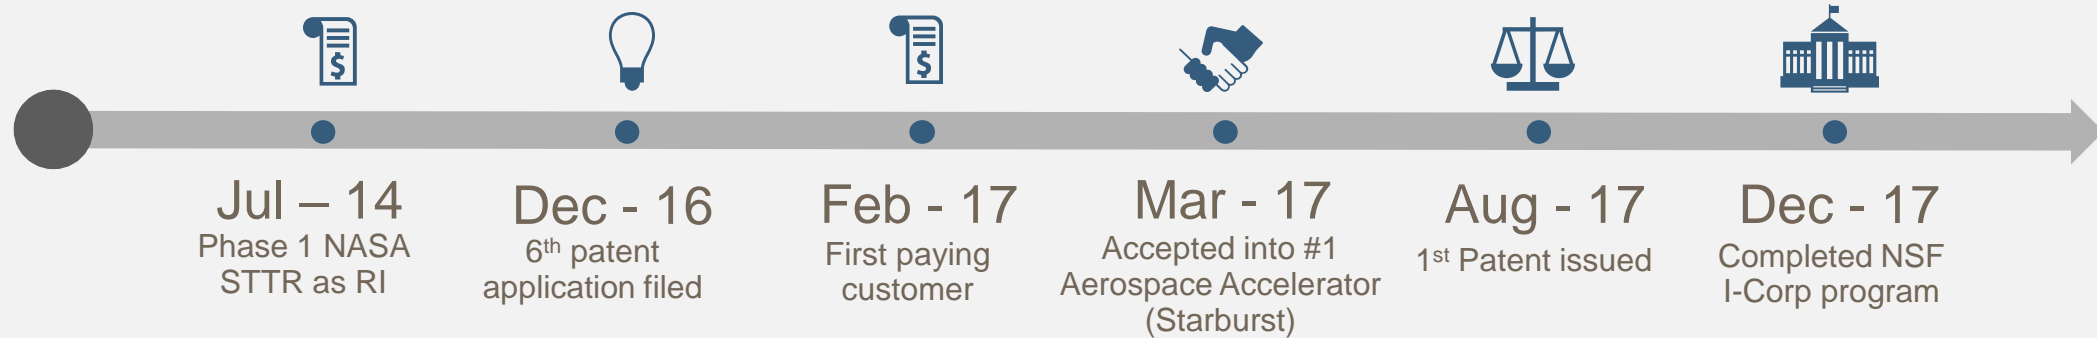 Jul – 14
Phase 1 NASA
STTR as RI
Dec - 16
6th patent
application filed
Feb - 17
First paying
customer
Mar - 17
Accepted into #1
Aerospace Accelerator
(Starburst)
Aug - 17
1st Patent issued
Dec - 17
Completed NSF
I-Corp program
$
$